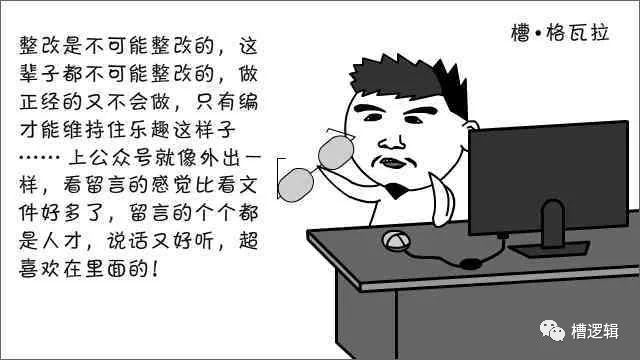 槽·格瓦拉
整改是不可能整改的，这
辈子都不可能整改的，做
正经的又不会做，只有编
才能维持住乐趣这样子
……上公众号就像外出一
样，看留言的感觉比看文
件好多了，留言的个个都
是人才，说话又好听，超
喜欢在里面的！
槽逻辑